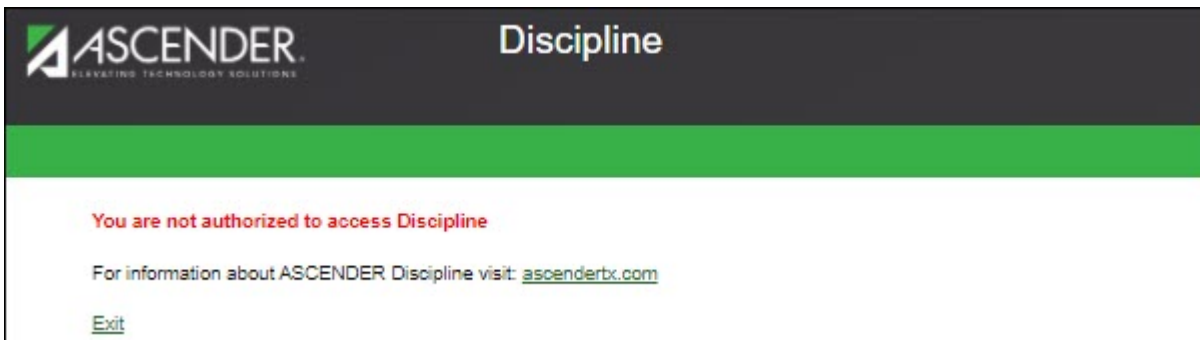 ASCENDER.
ELEVATING TECHNOLOGY SOLUTIONS
Discipline
You are not authorized to access Discipline
For information about ASCENDER Discipline visit: ascendertx.com
Exit